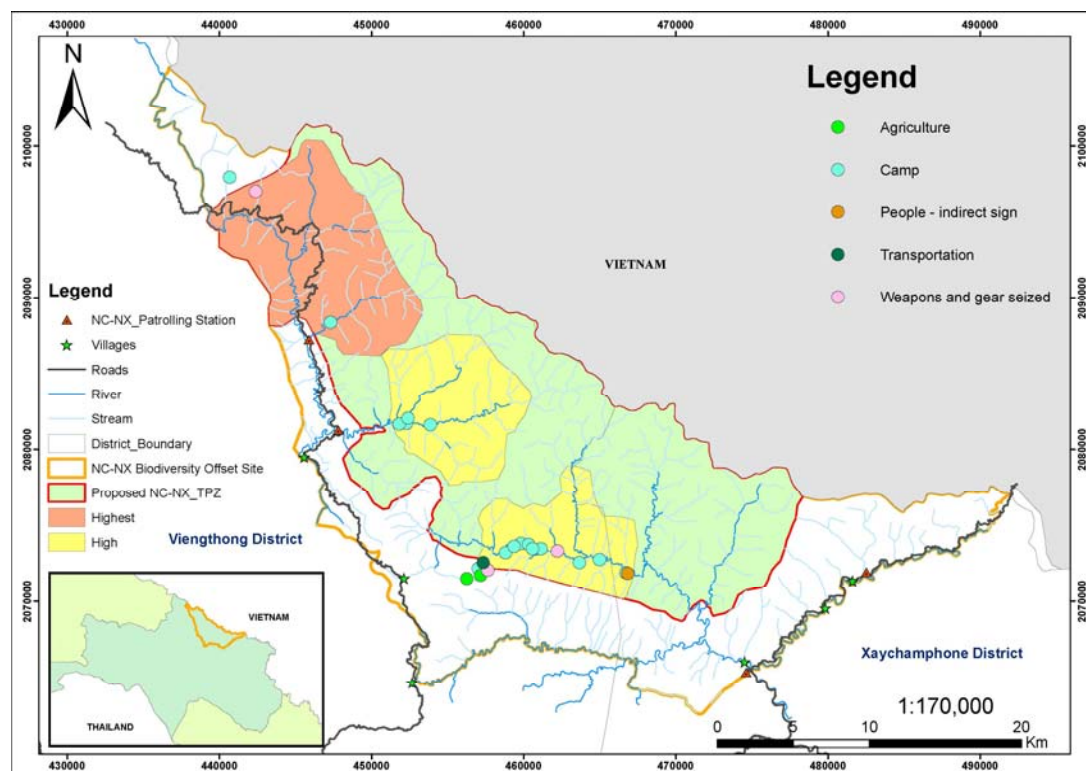 430000
440000
450000
460000
470000
480000
490000
N
Legend
Agriculture
Camp
People - indirect sign
Transportation
Weapons and gear seized
2100000
2100000
VIETNAM
2090000
2090000
Legend
NC-NX_Patrolling Station
Villages
Roads
River
Stream
District_Boundary
NC-NX Biodiversity Offset Site
Proposed NC-NX_TPZ
Highest
High
2080000
2080000
Viengthong District
2070000
2070000
VIETNAM
THAILAND
Xaychamphone District
1:170,000
0 5 10 20
Km
430000
440000
450000
460000
470000
480000
490000